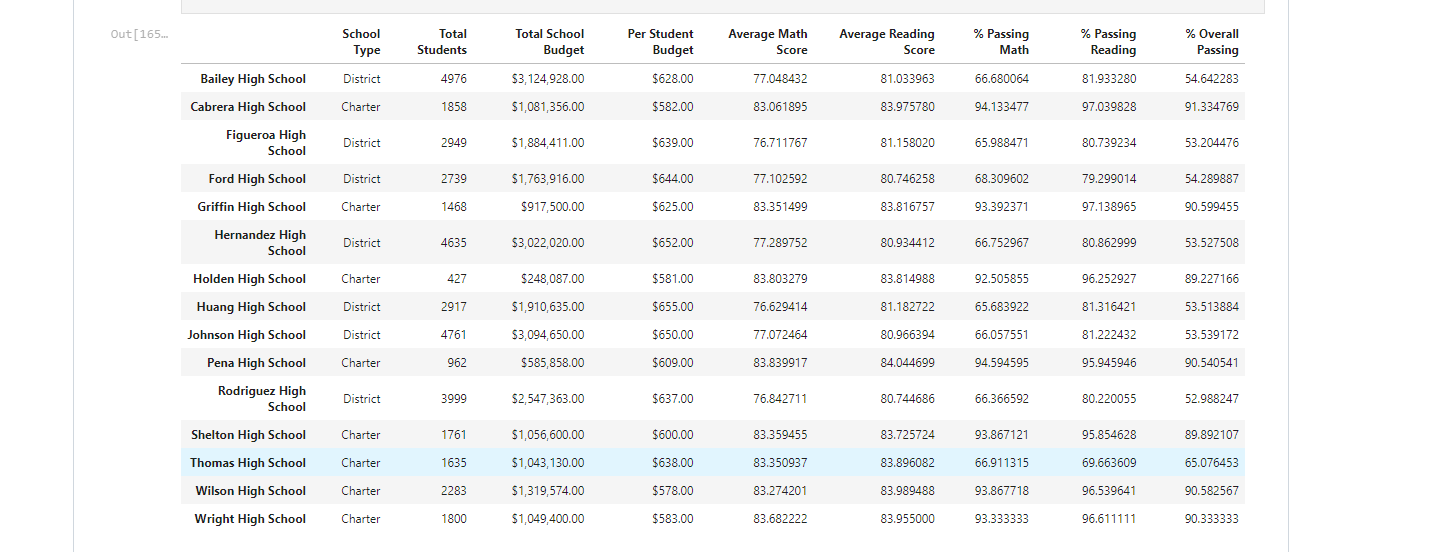 Out[165…
School Type Total Students Total School Budget Per Student Budget Average Math Score Average Reading Score % Passing Math % Passing Reading % Overall Passing
Bailey High School District 4976 $3,124,928.00 $628.00 77.048432 81.033963 66.680064 81.933280 54.642283
Cabrera High School Charter 1858 $1,081,356.00 $582.00 83.061895 83.975780 94.133477 97.039828 91.334769
Figueroa High School District 2949 $1,884,411.00 $639.00 76.711767 81.158020 65.988471 80.739234 53.204476
Ford High School District 2739 $1,763,916.00 $644.00 77.102592 80.746258 68.309602 79.299014 54.289887
Griffin High School Charter 1468 $917,500.00 $625.00 83.351499 83.816757 93.392371 97.138965 90.599455
Hernandez High School District 4635 $3,022,020.00 $652.00 77.289752 80.934412 66.752967 80.862999 53.527508
Holden High School Charter 427 $248,087.00 $581.00 83.803279 83.814988 92.505855 96.252927 89.227166
Huang High School District 2917 $1,910,635.00 $655.00 76.629414 81.182722 65.683922 81.316421 53.513884
Johnson High School District 4761 $3,094,650.00 $650.00 77.072464 80.966394 66.057551 81.222432 53.539172
Pena High School Charter 962 $585,858.00 $609.00 83.839917 84.044699 94.594595 95.945946 90.540541
Rodriguez High School District 3999 $2,547,363.00 $637.00 76.842711 80.744686 66.366592 80.220055 52.988247
Shelton High School Charter 1761 $1,056,600.00 $600.00 83.359455 83.725724 93.867121 95.854628 89.892107
Thomas High School Charter 1635 $1,043,130.00 $638.00 83.350937 83.896082 66.911315 69.663609 65.076453
Wilson High School Charter 2283 $1,319,574.00 $578.00 83.274201 83.989488 93.867718 96.539641 90.582567
Wright High School Charter 1800 $1,049,400.00 $583.00 83.682222 83.955000 93.333333 96.611111 90.333333